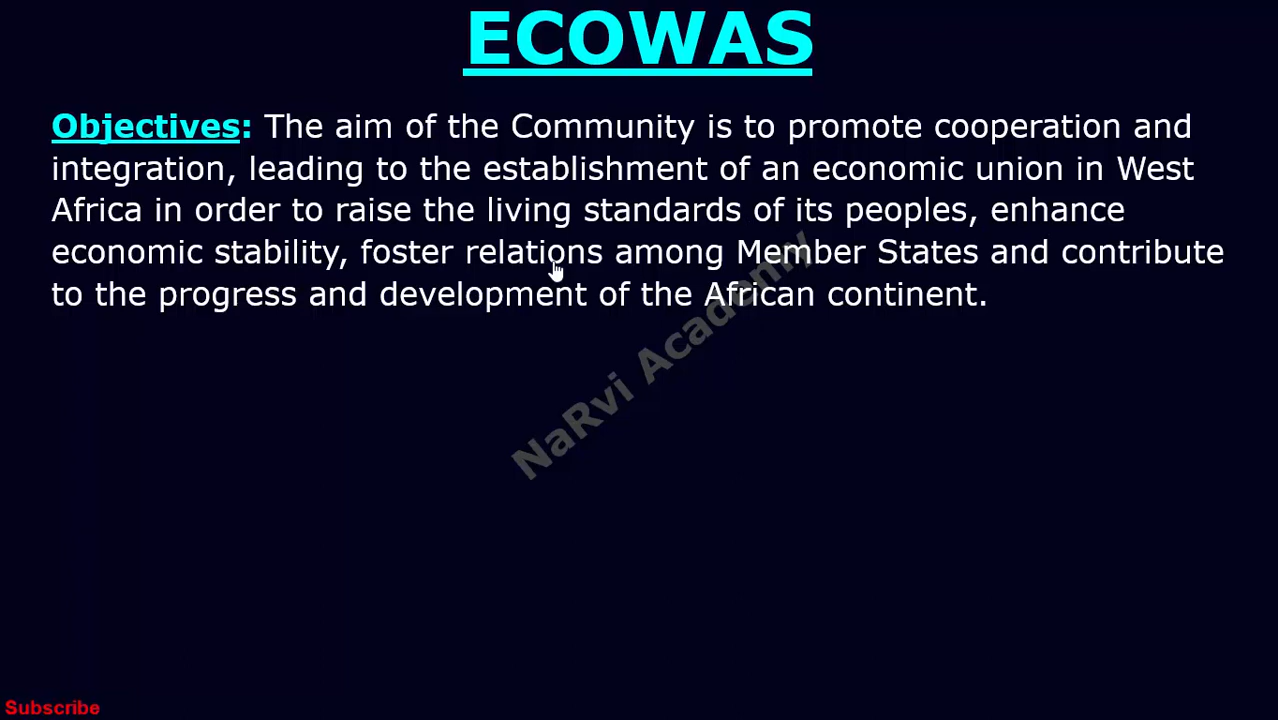 ECOWAS
Objectives: The aim of the Community is to promote cooperation and
integration, leading to the establishment of an economic union in West
Africa in order to raise the living standards of its peoples, enhance
economic stability, foster relations among Member States and contribute
to the progress and development of the African continent.
NaRvi Academy
Subscribe